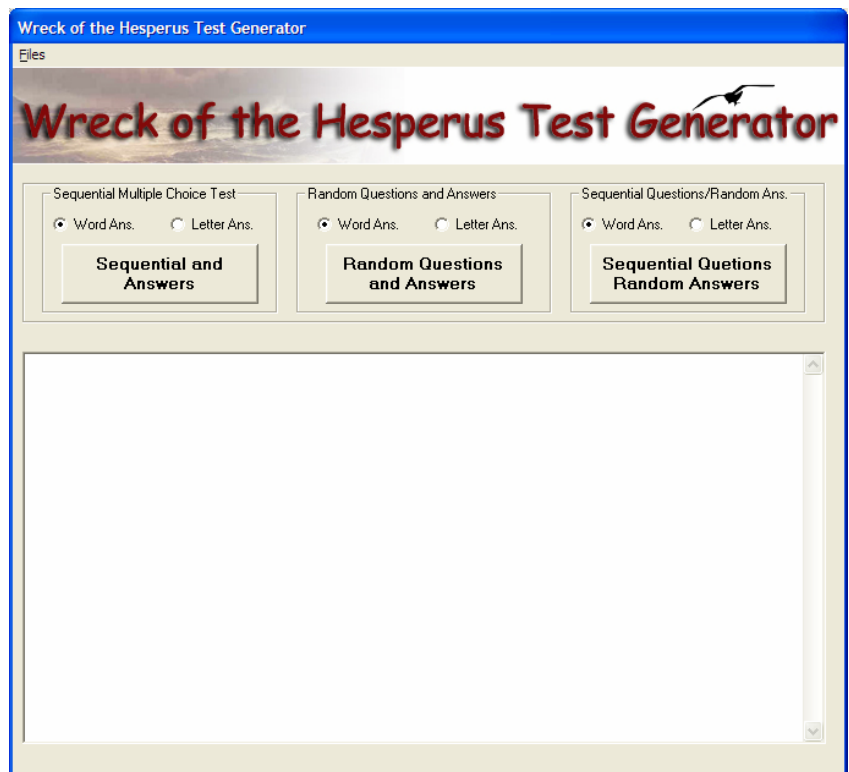 Wreck of the Hesperus Test Generator
Files
Wreck of the Hesperus Test Generator
Sequential Multiple Choice Test
Word Ans. Letter Ans.
Sequential and
Answers
Random Questions and Answers
Word Ans. Letter Ans.
Random Questions
and Answers
Sequential Questions/Random Ans.
Word Ans. Letter Ans.
Sequential Quetions
Random Answers